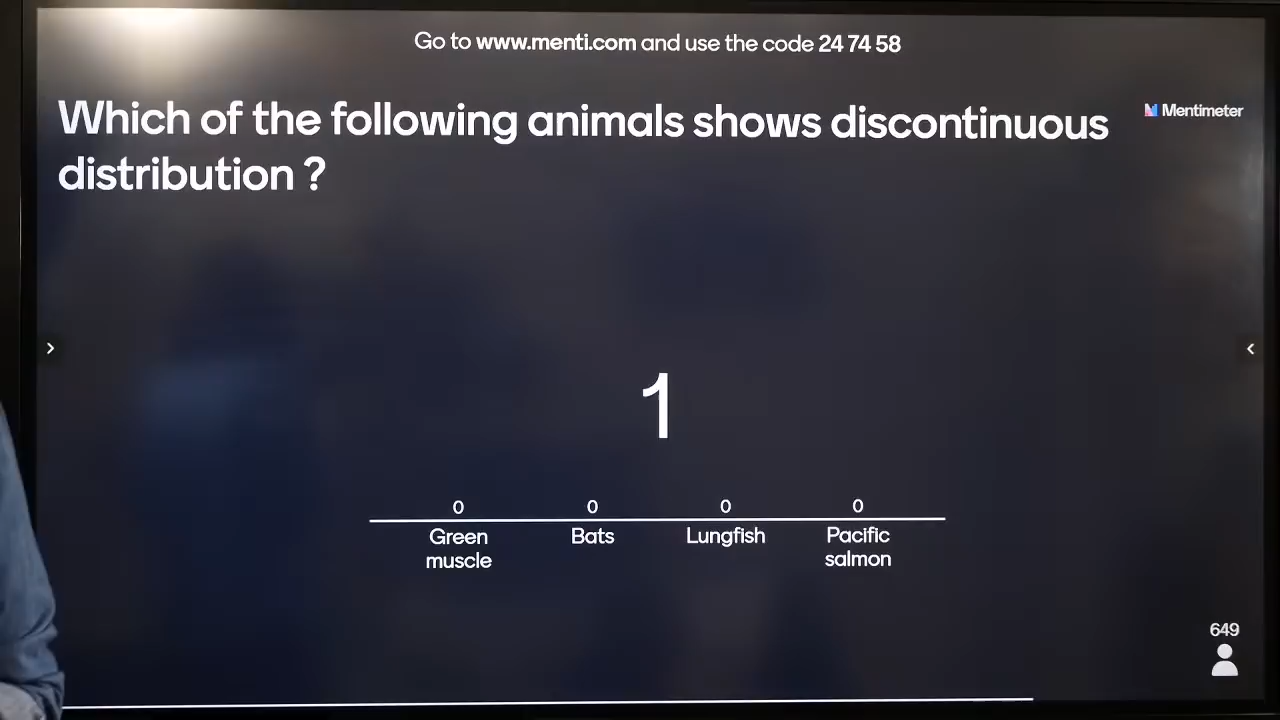 Go to www.menti.com and use the code 24 74 58
Which of the following animals shows discontinuous
distribution ?
Mentimeter
1
0
0
0
0
Green
muscle
Bats
Lungfish
Pacific
salmon
649